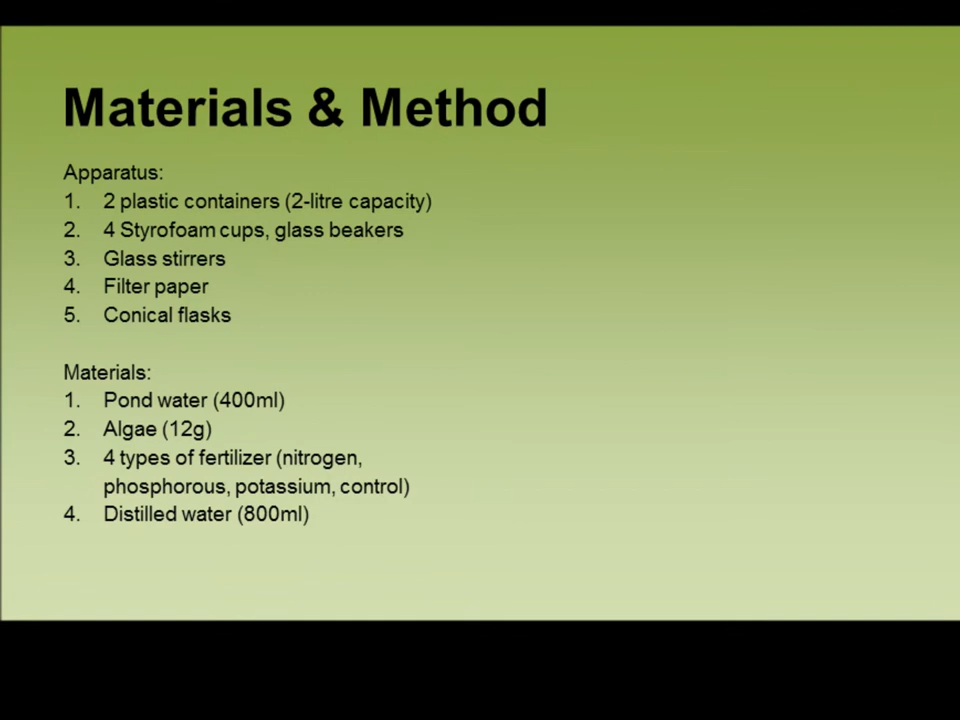 Materials & Method
Apparatus:
1. 2 plastic containers (2-litre capacity)
2. 4 Styrofoam cups, glass beakers
3. Glass stirrers
4. Filter paper
5. Conical flasks
Materials:
1. Pond water (400ml)
2. Algae (12g)
3. 4 types of fertilizer (nitrogen,
phosphorous, potassium, control)
4. Distilled water (800ml)